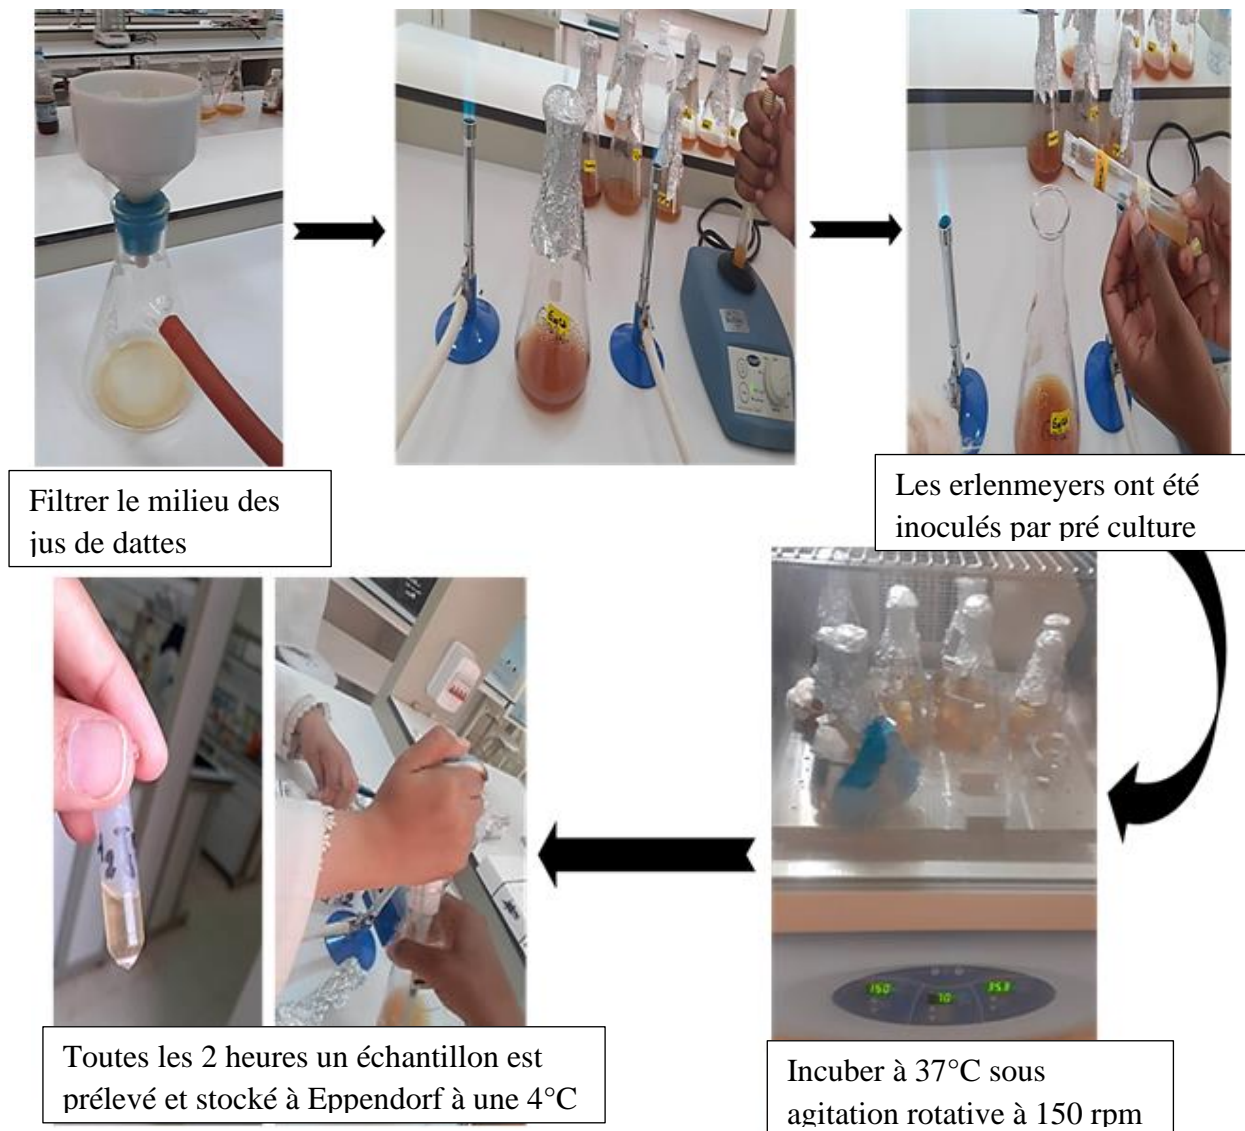 Filtrer le milieu des
jus de dattes
Les erlenmeyers ont été
inoculés par pré culture
Toutes les 2 heures un échantillon est
prélevé et stocké à Eppendorf à une 4°C
Incuber à 37°C sous
agitation rotative à 150 rpm
150